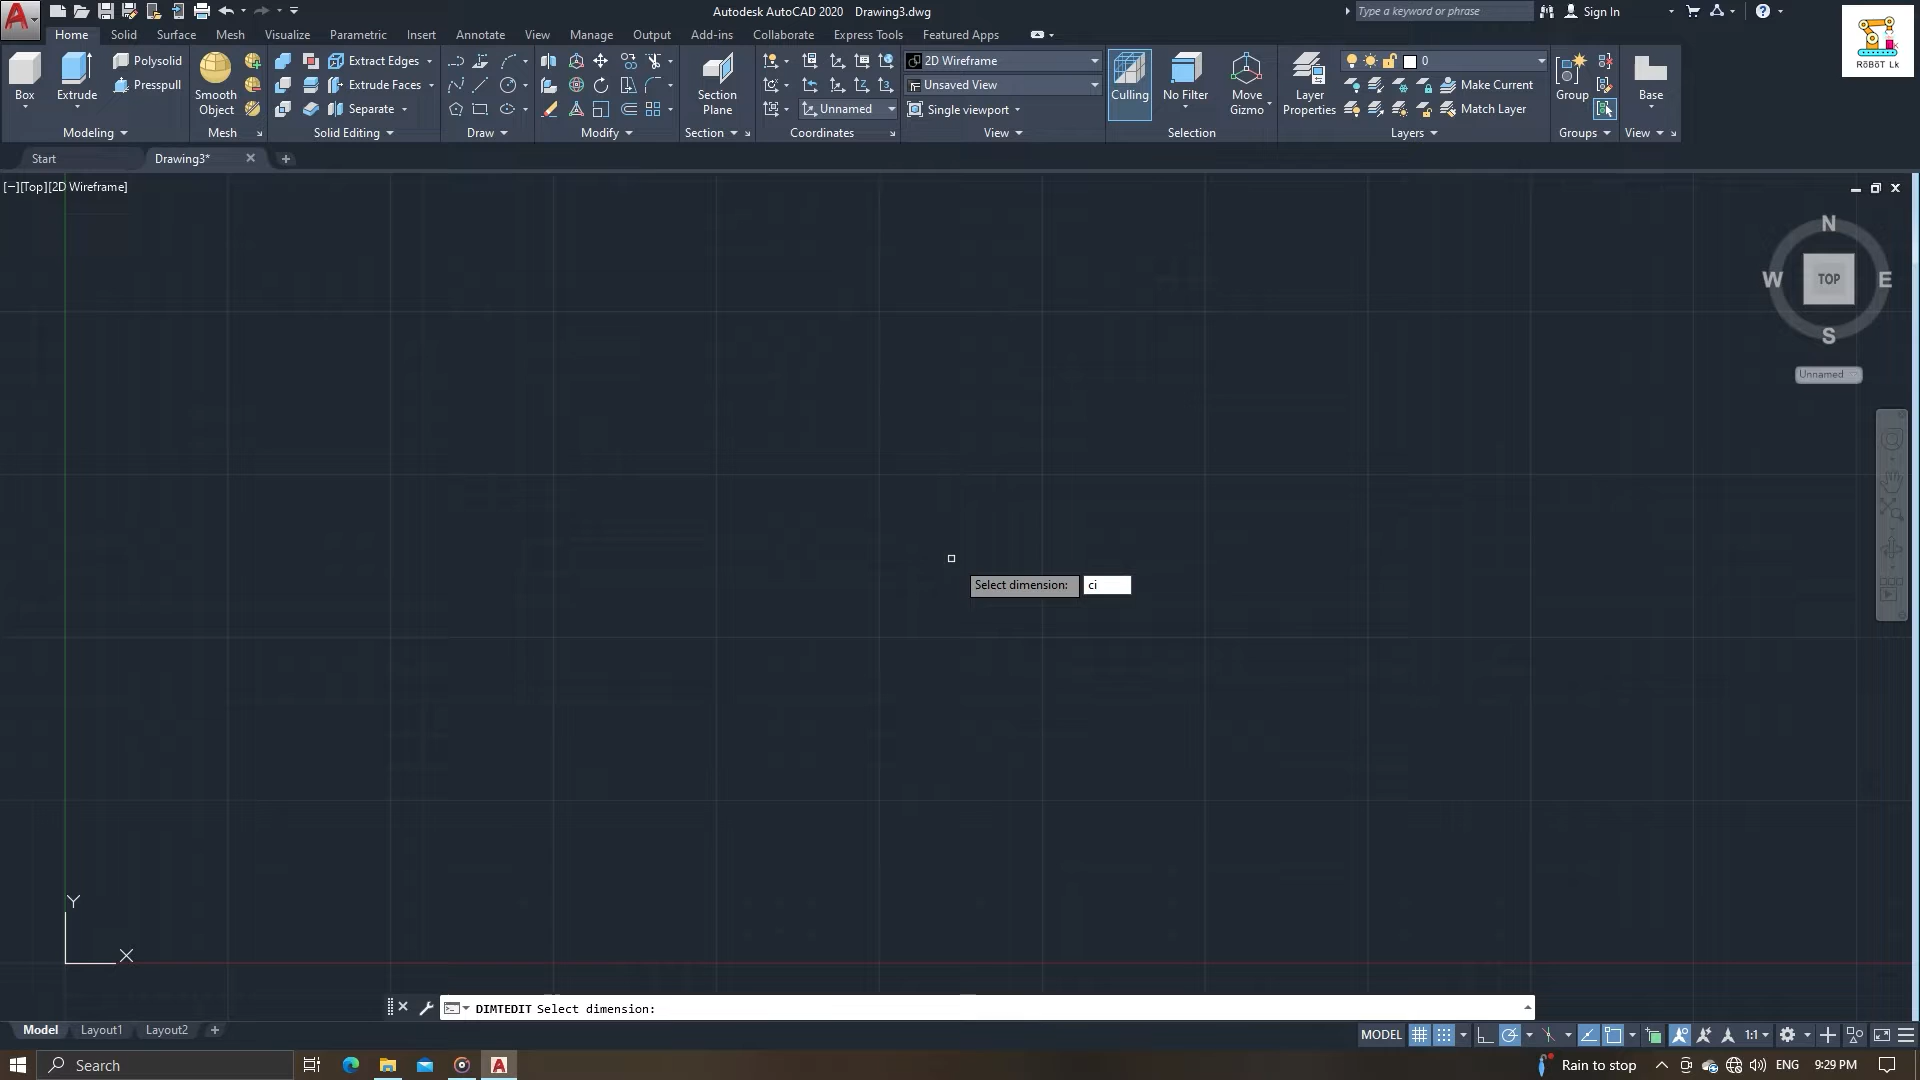 Autodesk AutoCAD 2020 Drawing3.dwg
Type a keyword or phrase
Sign In
Home Solid Surface Mesh Visualize Parametric Insert Annotate View Manage Output Add-ins Collaborate Express Tools Featured Apps
RöBöT Lk
Box
Extrude
Polysolid
Presspull
Modeling
Smooth Object
Mesh
Extract Edges
Extrude Faces
Separate
Solid Editing
Draw
Modify
Section Plane
Section
Unnamed
Coordinates
2D Wireframe
Unsaved View
Single viewport
View
Culling
No Filter
Move Gizmo
Selection
Layer Properties
0
Make Current
Match Layer
Layers
Group
Groups
Base
View
Start
Drawing3*
[−][Top][2D Wireframe]
N
W TOP E
S
Unnamed
Select dimension: ci
Y
X
DIMTEDIT Select dimension:
Model Layout1 Layout2
MODEL
1:1
Search
Rain to stop
ENG
9:29 PM